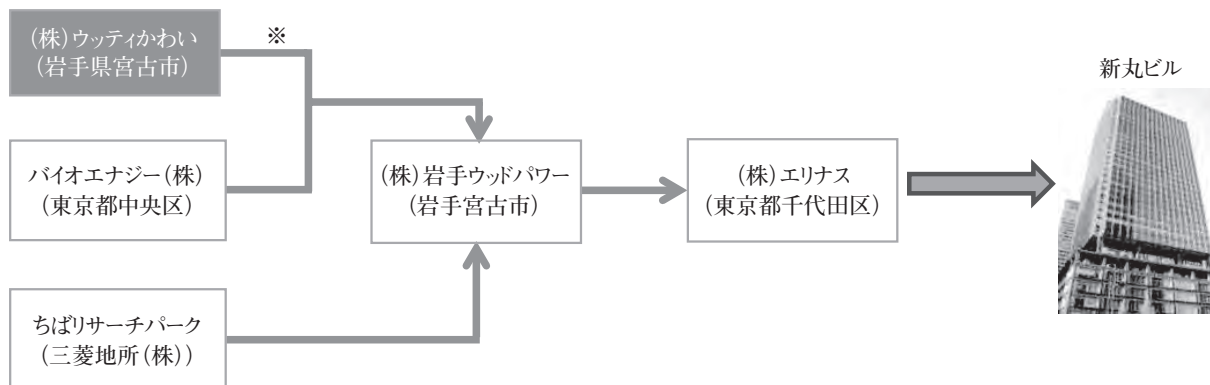 (株)ウッティかわい
(岩手県宮古市)
※
バイオエナジー(株)
(東京都中央区)
ちばリサーチパーク
(三菱地所(株))
(株)岩手ウッドパワー
(岩手宮古市)
(株)エリナス
(東京都千代田区)
新丸ビル